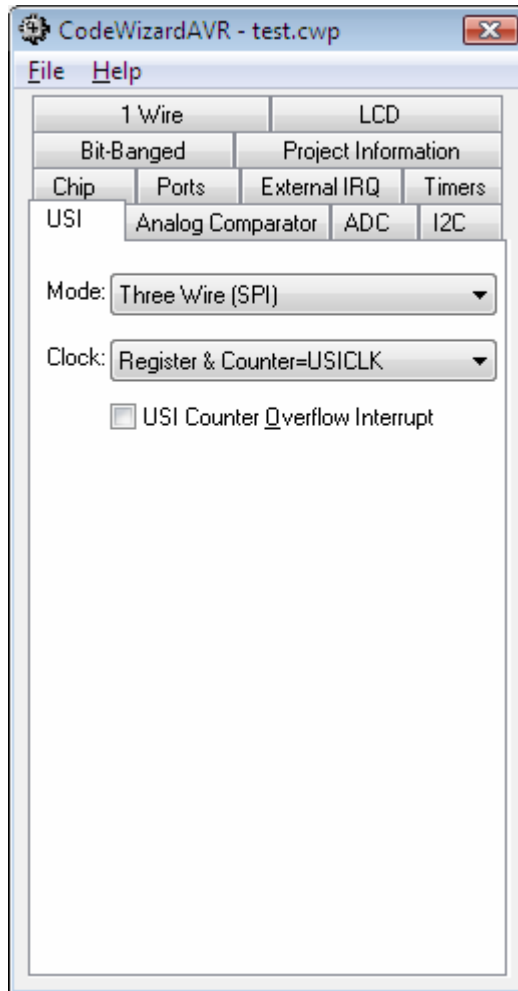 CodeWizardAVR - test.cwp
File Help
1 Wire LCD
Bit-Banged Project Information
Chip Ports External IRQ Timers
USI Analog Comparator ADC I2C
Mode: Three Wire (SPI)
Clock: Register & Counter=USICLK
USI Counter Overflow Interrupt